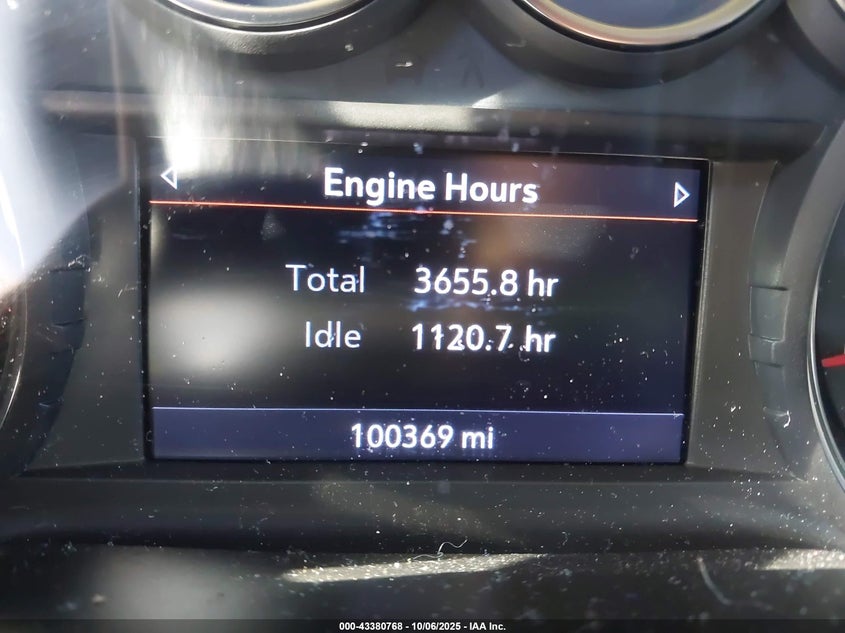 Engine Hours
Total 3655.8 hr
Idle 1120.7 hr
100369 mi
000-43380768 - 10/06/2025 - IAA Inc.